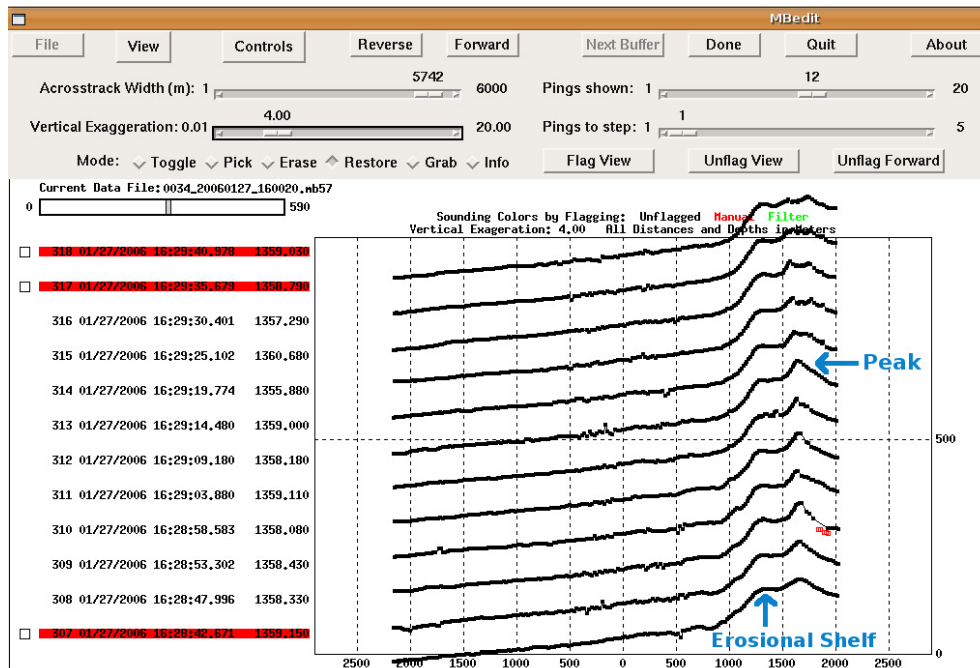 MBedit
File View Controls Reverse Forward Next Buffer Done Quit About
5742 12
Acrosstrack Width (m): 1 6000 Pings shown: 1 20
4.00 1
Vertical Exaggeration: 0.01 20.00 Pings to step: 1 5
Mode: Toggle Pick Erase Restore Grab Info Flag View Unflag View Unflag Forward
Current Data File: 0034_20060127_160020.mb57
0 590
Sounding Colors by Flagging: Unflagged Manual Filter
Vertical Exageration: 4.00 All Distances and Depths in Meters
318 01/27/2006 16:29:40.978 1359.030
317 01/27/2006 16:29:35.679 1358.790
316 01/27/2006 16:29:30.401 1357.290
315 01/27/2006 16:29:25.102 1360.680
Peak
314 01/27/2006 16:29:19.774 1355.880
313 01/27/2006 16:29:14.480 1359.000
500
312 01/27/2006 16:29:09.180 1358.180
311 01/27/2006 16:29:03.880 1359.110
310 01/27/2006 16:28:58.583 1358.080
309 01/27/2006 16:28:53.302 1358.430
308 01/27/2006 16:28:47.996 1358.330
307 01/27/2006 16:28:42.671 1359.150
Erosional Shelf
0
2500 2000 1500 1000 500 0 500 1000 1500 2000 2500